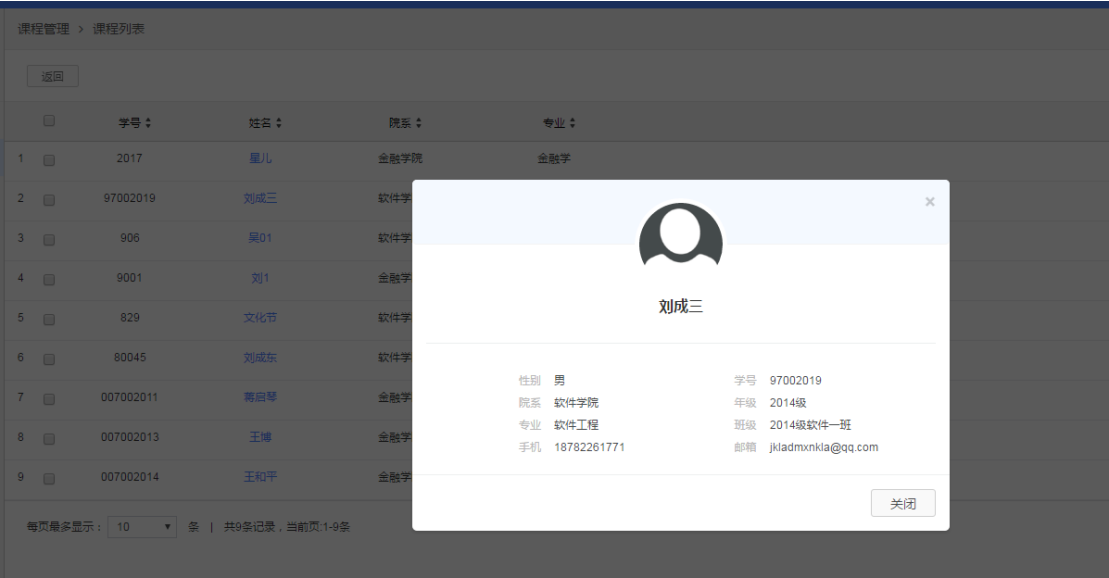 课程管理 > 课程列表
返回
学号 姓名 院系 专业
1 2017 星儿 金融学院 金融学
2 97002019 刘成三 软件学
3 906 吴01 软件学
4 9001 刘1 金融学
5 829 文化节 软件学
6 80045 刘成东 软件学
7 007002011 蒋启琴 金融学
8 007002013 王博 金融学
9 007002014 王和平 金融学
每页最多显示： 10 条 | 共9条记录，当前页:1-9条
×
刘成三
性别 男 学号 97002019
院系 软件学院 年级 2014级
专业 软件工程 班级 2014级软件一班
手机 18782261771 邮箱 jkladmxnkla@qq.com
关闭